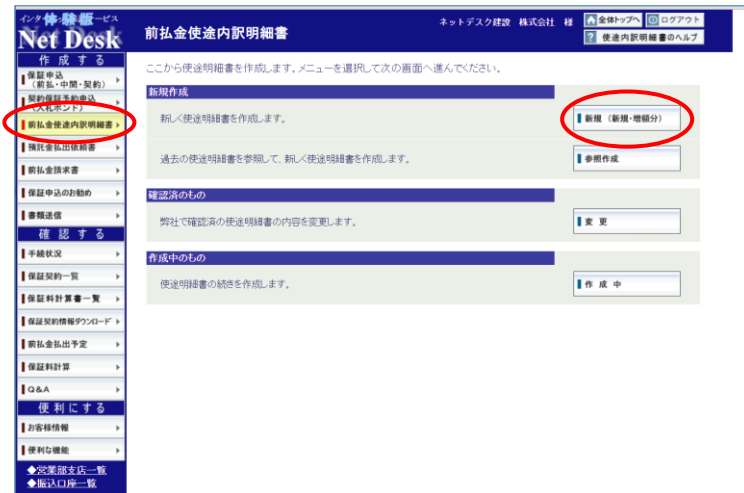 インタ体験版ービス
Net Desk
前払金使途内訳明細書
ネットデスク建設 株式会社 様
全体トップへ
ログアウト
? 使途内訳明細書のヘルプ
作成する
保証申込
(前払・中間・契約)
契約保証予約申込
(入札ボンド)
前払金使途内訳明細書
預託金払出依頼書
前払金請求書
保証申込のお勧め
書類送信
確認する
手続状況
保証契約一覧
保証料計算書一覧
保証契約情報ダウンロード
前払金払出予定
保証料計算
Q&A
便利にする
お客様情報
便利な機能
◆営業部支店一覧
◆振込口座一覧
ここから使途明細書を作成します。メニューを選択して次の画面へ進んでください。
新規作成
新しく使途明細書を作成します。
新規 (新規・増額分)
過去の使途明細書を参照して、新しく使途明細書を作成します。
参照作成
確認済のもの
弊社で確認済の使途明細書の内容を変更します。
変更
作成中のもの
使途明細書の続きを作成します。
作成中